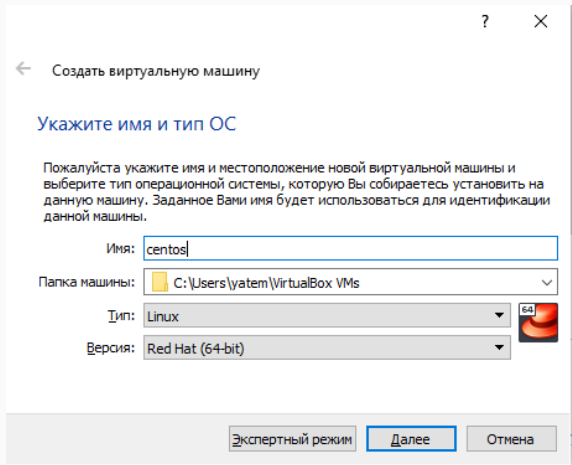 ?
Создать виртуальную машину
Укажите имя и тип ОС
Пожалуйста укажите имя и местоположение новой виртуальной машины и
выберите тип операционной системы, которую Вы собираетесь установить на
данную машину. Заданное Вами имя будет использоваться для идентификации
данной машины.
Имя: centos
Папка машины: C:\Users\yatem\VirtualBox VMs
Тип: Linux
64
Версия: Red Hat (64-bit)
Экспертный режим Далее Отмена